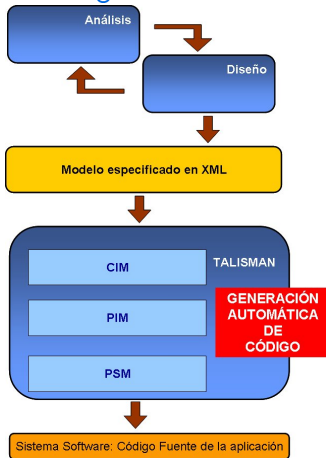 Análisis
Diseño
Modelo especificado en XML
TALISMAN
CIM
PIM
PSM
GENERACIÓN
AUTOMÁTICA
DE
CÓDIGO
Sistema Software: Código Fuente de la aplicación